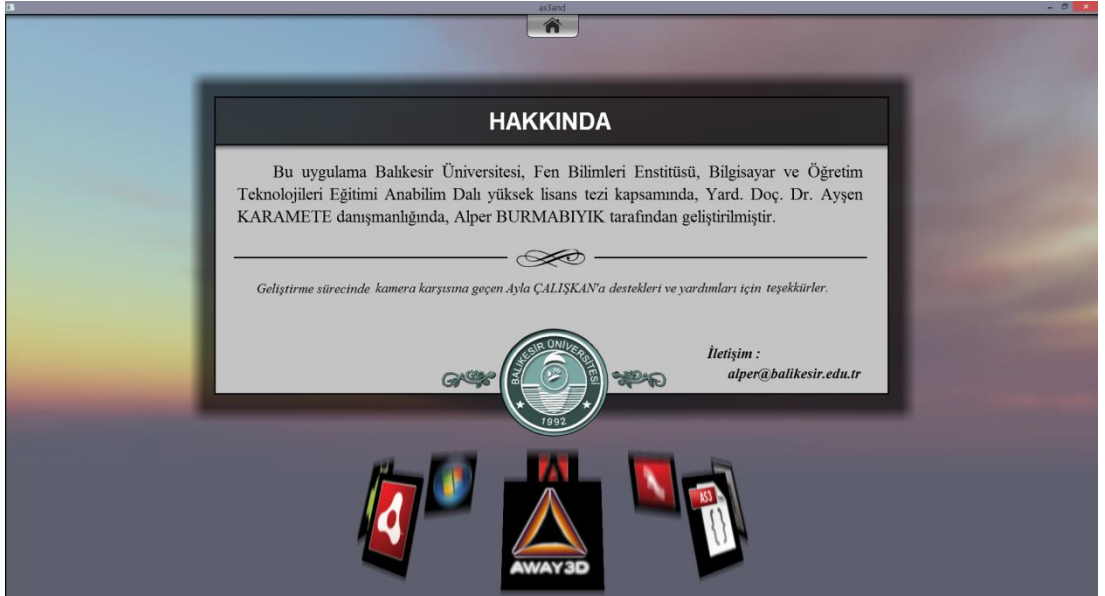 as3and
HAKKINDA
Bu uygulama Balıkesir Üniversitesi, Fen Bilimleri Enstitüsü, Bilgisayar ve Öğretim
Teknolojileri Eğitimi Anabilim Dalı yüksek lisans tezi kapsamında, Yard. Doç. Dr. Ayşen
KARAMETE danışmanlığında, Alper BURMABIYIK tarafından geliştirilmiştir.
Geliştirme sürecinde kamera karşısına geçen Ayla ÇALIŞKAN'a destekleri ve yardımları için teşekkürler.
İletişim :
alper@balikesir.edu.tr
BALIKESİR ÜNİVERSİTESİ
1992
AS3
AWAY3D